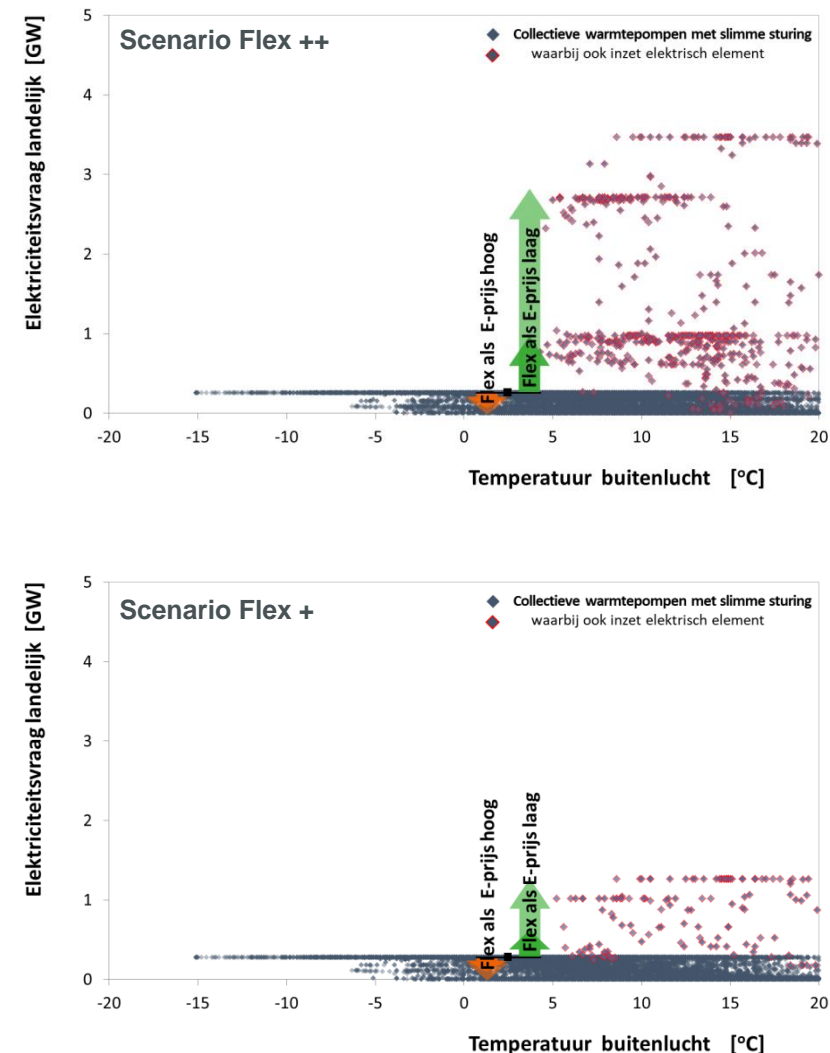 Scenario Flex ++
Collectieve warmtepompen met slimme sturing
waarbij ook inzet elektrisch element
Elektriciteitsvraag landelijk [GW]
5
4
3
2
1
0
Flex als E-prijs hoog
Flex als E-prijs laag
-20 -15 -10 -5 0 5 10 15 20
Temperatuur buitenlucht [°C]
Scenario Flex +
Collectieve warmtepompen met slimme sturing
waarbij ook inzet elektrisch element
Elektriciteitsvraag landelijk [GW]
5
4
3
2
1
0
Flex als E-prijs hoog
Flex als E-prijs laag
-20 -15 -10 -5 0 5 10 15 20
Temperatuur buitenlucht [°C]